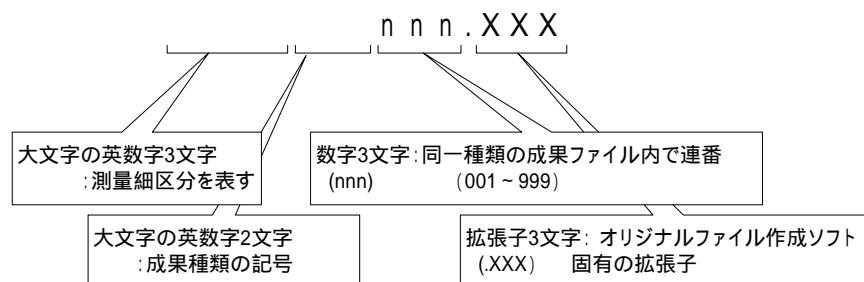 nnn.XXX
大文字の英数字3文字
:測量細区分を表す
数字3文字:同一種類の成果ファイル内で連番
(nnn) (001~999)
大文字の英数字2文字
:成果種類の記号
拡張子3文字: オリジナルファイル作成ソフト
(.XXX) 固有の拡張子